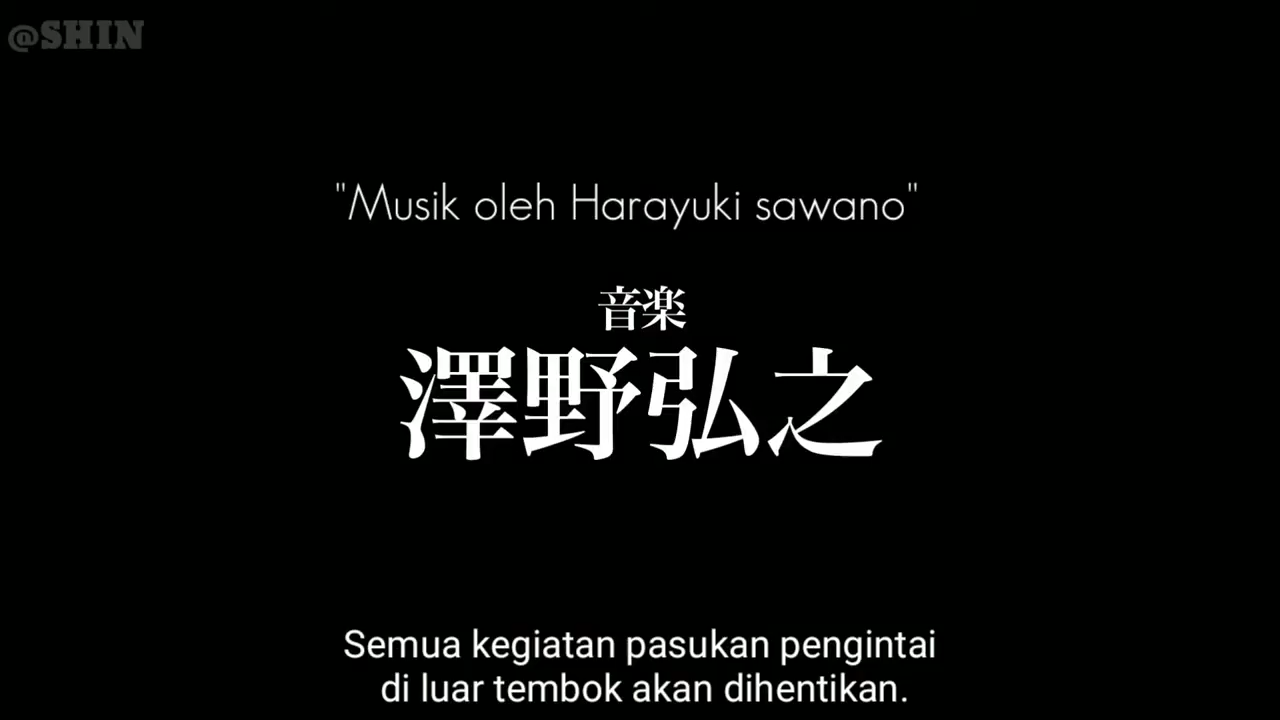 @SHIN
"Musik oleh Harayuki sawano"
音楽
澤野弘之
Semua kegiatan pasukan pengintai
di luar tembok akan dihentikan.